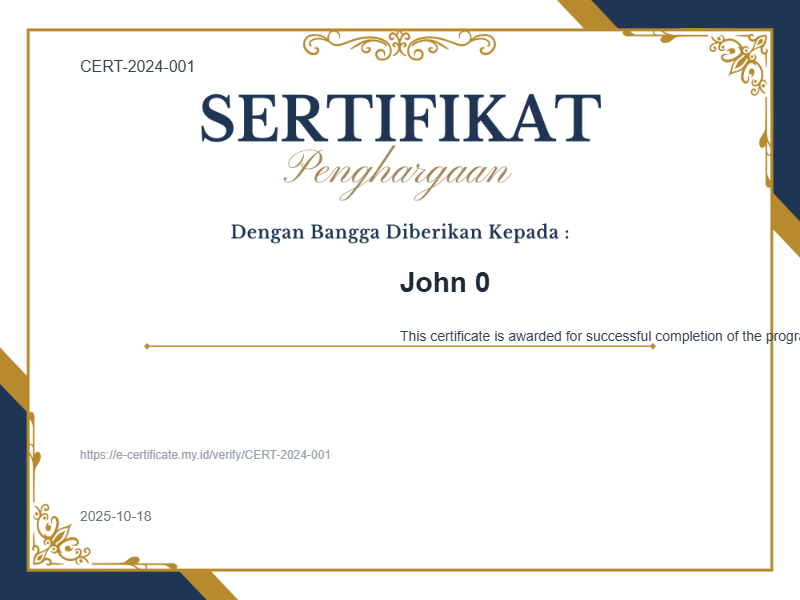 CERT-2024-001
SERTIFIKAT
Penghargaan
Dengan Bangga Diberikan Kepada :
John 0
This certificate is awarded for successful completion of the
https://e-certificate.my.id/verify/CERT-2024-001
2025-10-18